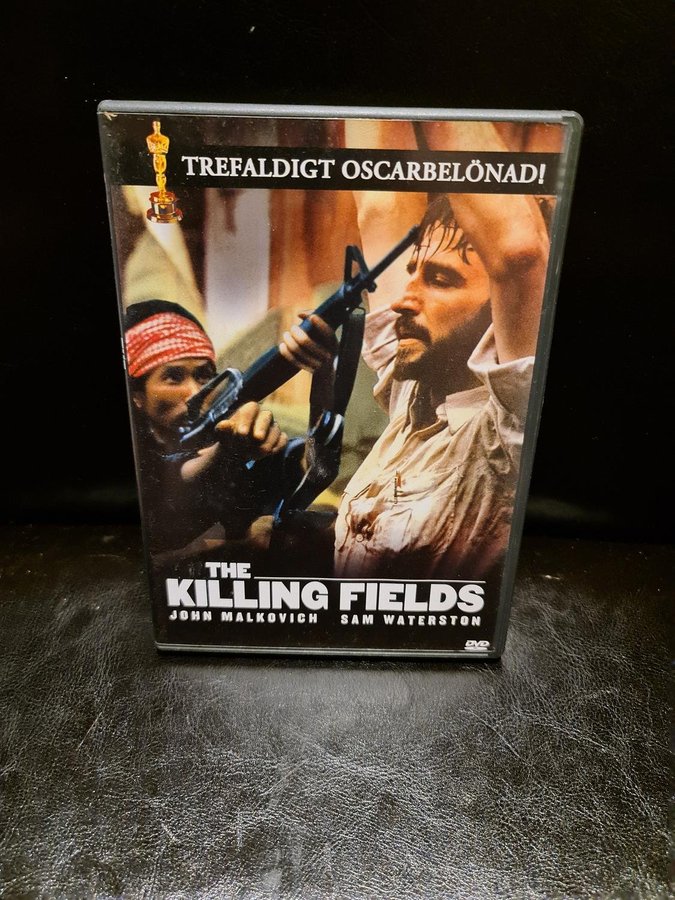 TREFALDIGT OSCARBELÖNAD!
THE
KILLING FIELDS
JOHN MALKOVICH SAM WATERSTON
DVD